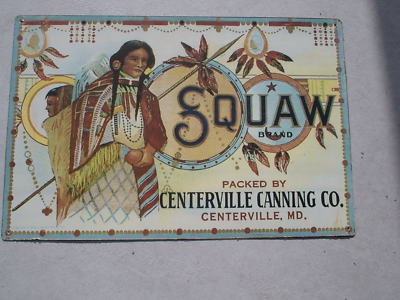 SQUAW
BRAND
PACKED BY
CENTERVILLE CANNING CO.
CENTERVILLE, MD.